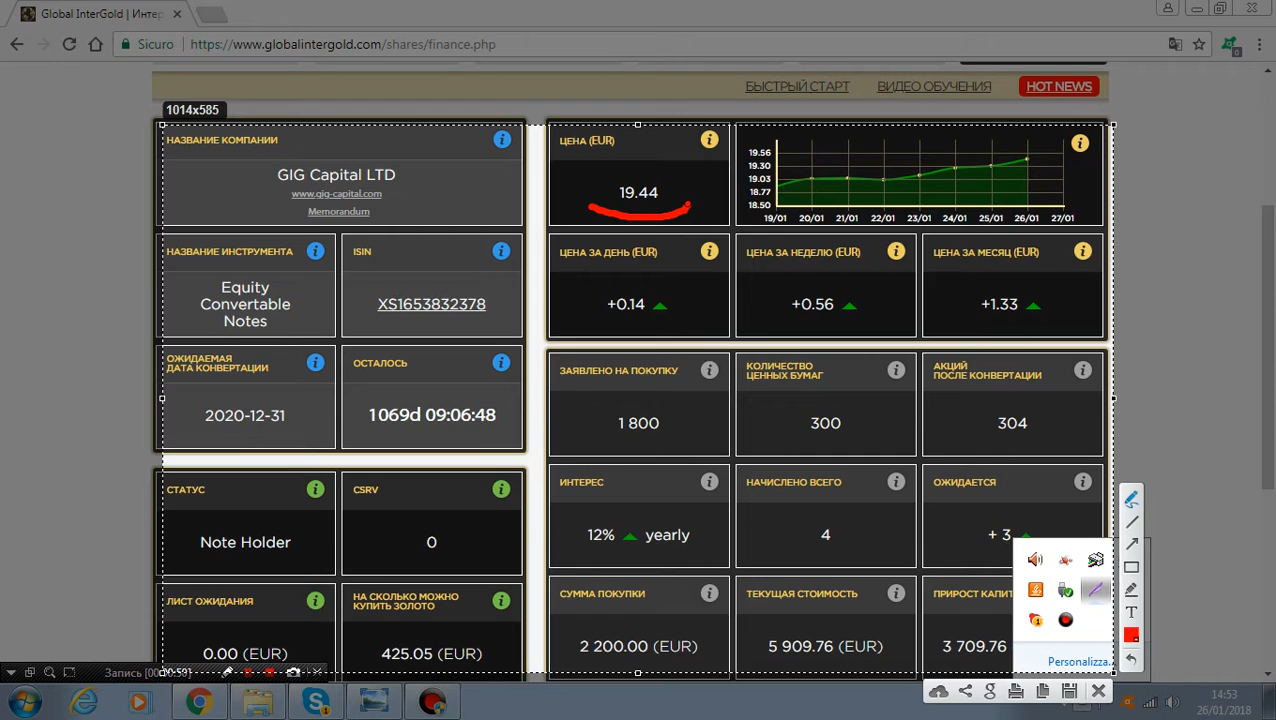 Global InterGold | Интер
Sicuro
https://www.globalintergold.com/shares/finance.php
БЫСТРЫЙ СТАРТ
ВИДЕО ОБУЧЕНИЯ
HOT NEWS
1014x585
НАЗВАНИЕ КОМПАНИИ
GIG Capital LTD
www.gig-capital.com
Memorandum
НАЗВАНИЕ ИНСТРУМЕНТА
Equity
Convertable
Notes
ISIN
XS1653832378
ОЖИДАЕМАЯ
ДАТА КОНВЕРТАЦИИ
2020-12-31
ОСТАЛОСЬ
1069d 09:06:48
СТАТУС
Note Holder
CSRV
0
ЛИСТ ОЖИДАНИЯ
0.00 (EUR)
НА СКОЛЬКО МОЖНО
КУПИТЬ ЗОЛОТО
425.05 (EUR)
ЦЕНА (EUR)
19.44
19.56
19.30
19.03
18.77
18.50
19/01 20/01 21/01 22/01 23/01 24/01 25/01 26/01 27/01
ЦЕНА ЗА ДЕНЬ (EUR)
+0.14
ЦЕНА ЗА НЕДЕЛЮ (EUR)
+0.56
ЦЕНА ЗА МЕСЯЦ (EUR)
+1.33
ЗАЯВЛЕНО НА ПОКУПКУ
1 800
КОЛИЧЕСТВО
ЦЕННЫХ БУМАГ
300
АКЦИЙ
ПОСЛЕ КОНВЕРТАЦИИ
304
ИНТЕРЕС
12% yearly
НАЧИСЛЕНО ВСЕГО
4
ОЖИДАЕТСЯ
+ 3
СУММА ПОКУПКИ
2 200.00 (EUR)
ТЕКУЩАЯ СТОИМОСТЬ
5 909.76 (EUR)
ПРИРОСТ КАПИТ
3 709.76
Personalizza...
Запись [00:00:59]
14:53
26/01/2018